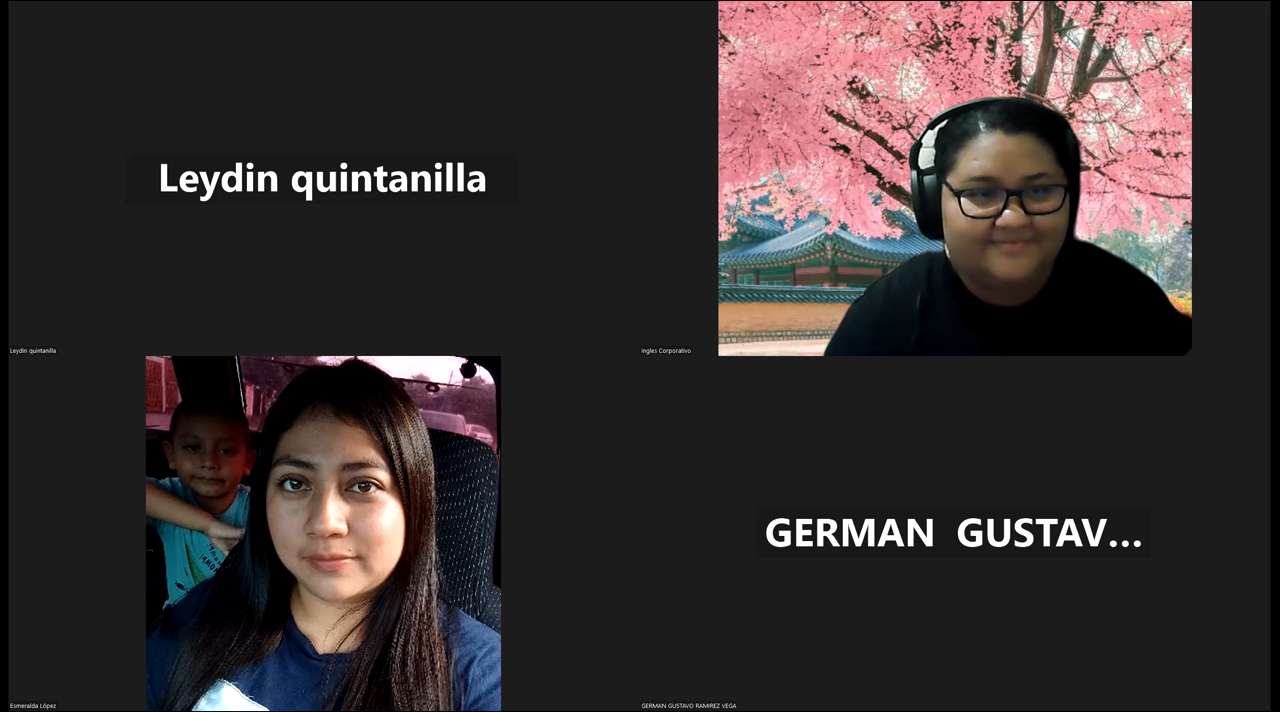 Leydin quintanilla
Leydin quintanilla
Ingles Corporativo
GERMAN GUSTAV...
Esmeralda López
GERMAN GUSTAVO RAMIREZ VEGA